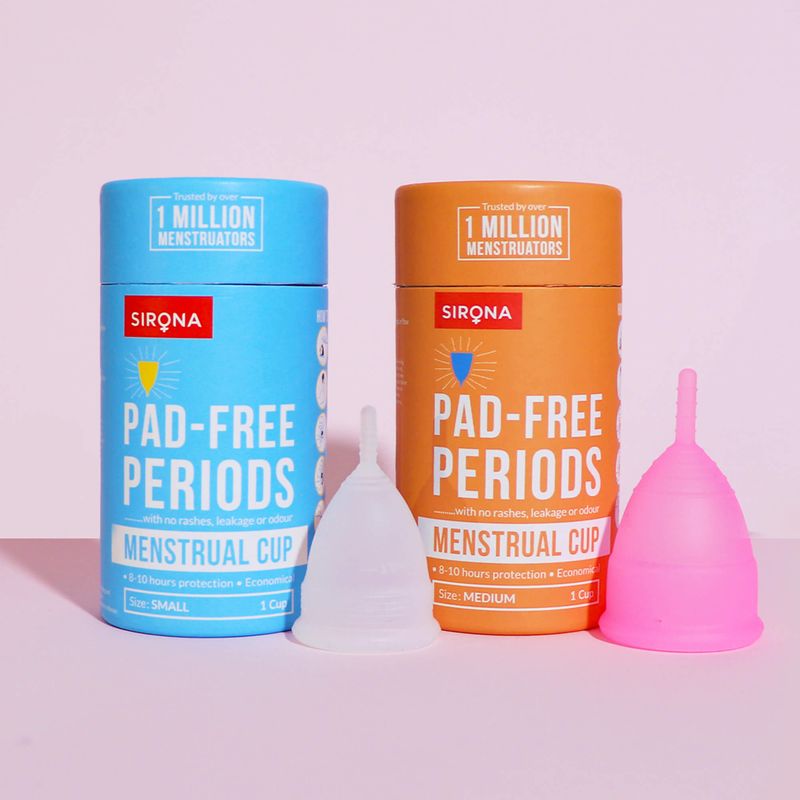 Trusted by over
1 MILLION
MENSTRUATORS
SIRONA
PAD-FREE
PERIODS
..........with no rashes, leakage or odour
MENSTRUAL CUP
• 8-10 hours protection • Economical
Size: SMALL 1 Cup
Trusted by over
1 MILLION
MENSTRUATORS
SIRONA
PAD-FREE
PERIODS
..........with no rashes, leakage or odour
MENSTRUAL CUP
• 8-10 hours protection • Economical
Size: MEDIUM 1 Cup